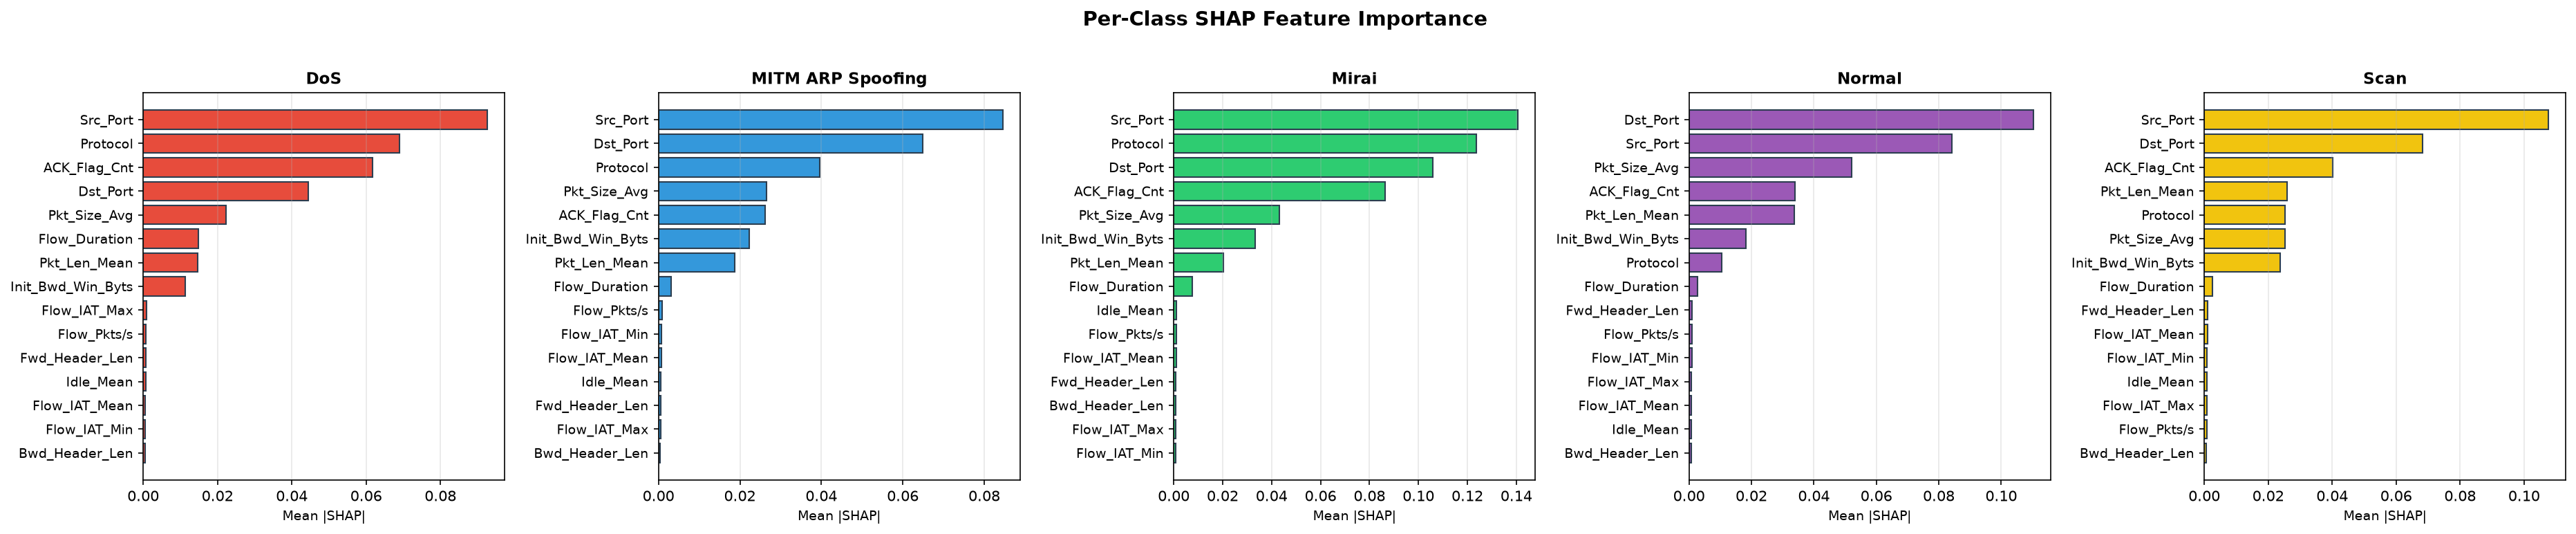 Per-Class SHAP Feature Importance
DoS
Src_Port
Protocol
ACK_Flag_Cnt
Dst_Port
Pkt_Size_Avg
Flow_Duration
Pkt_Len_Mean
Init_Bwd_Win_Byts
Flow_IAT_Max
Flow_Pkts/s
Fwd_Header_Len
Idle_Mean
Flow_IAT_Mean
Flow_IAT_Min
Bwd_Header_Len
0.00 0.02 0.04 0.06 0.08
Mean |SHAP|
MITM ARP Spoofing
Src_Port
Dst_Port
Protocol
Pkt_Size_Avg
ACK_Flag_Cnt
Init_Bwd_Win_Byts
Pkt_Len_Mean
Flow_Duration
Flow_Pkts/s
Flow_IAT_Min
Flow_IAT_Mean
Idle_Mean
Fwd_Header_Len
Flow_IAT_Max
Bwd_Header_Len
0.00 0.02 0.04 0.06 0.08
Mean |SHAP|
Mirai
Src_Port
Protocol
Dst_Port
ACK_Flag_Cnt
Pkt_Size_Avg
Init_Bwd_Win_Byts
Pkt_Len_Mean
Flow_Duration
Idle_Mean
Flow_Pkts/s
Flow_IAT_Mean
Fwd_Header_Len
Bwd_Header_Len
Flow_IAT_Max
Flow_IAT_Min
0.00 0.02 0.04 0.06 0.08 0.10 0.12 0.14
Mean |SHAP|
Normal
Dst_Port
Src_Port
Pkt_Size_Avg
ACK_Flag_Cnt
Pkt_Len_Mean
Init_Bwd_Win_Byts
Protocol
Flow_Duration
Fwd_Header_Len
Flow_Pkts/s
Flow_IAT_Min
Flow_IAT_Max
Flow_IAT_Mean
Idle_Mean
Bwd_Header_Len
0.00 0.02 0.04 0.06 0.08 0.10
Mean |SHAP|
Scan
Src_Port
Dst_Port
ACK_Flag_Cnt
Pkt_Len_Mean
Protocol
Pkt_Size_Avg
Init_Bwd_Win_Byts
Flow_Duration
Fwd_Header_Len
Flow_IAT_Mean
Flow_IAT_Min
Idle_Mean
Flow_IAT_Max
Flow_Pkts/s
Bwd_Header_Len
0.00 0.02 0.04 0.06 0.08 0.10
Mean |SHAP|